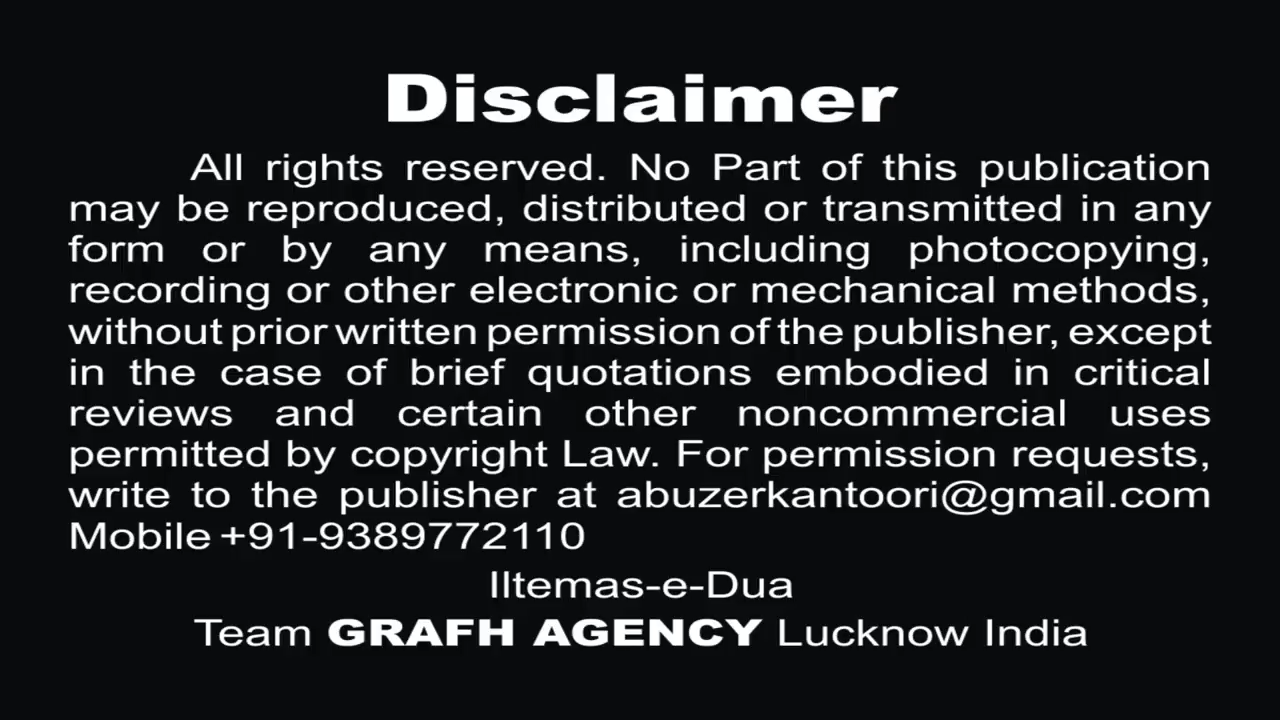 Disclaimer
All rights reserved. No Part of this publication
may be reproduced, distributed or transmitted in any
form or by any means, including photocopying,
recording or other electronic or mechanical methods,
without prior written permission of the publisher, except
in the case of brief quotations embodied in critical
reviews and certain other noncommercial uses
permitted by copyright Law. For permission requests,
write to the publisher at abuzerkantoori@gmail.com
Mobile +91-9389772110
Iltemas-e-Dua
Team GRAFH AGENCY Lucknow India